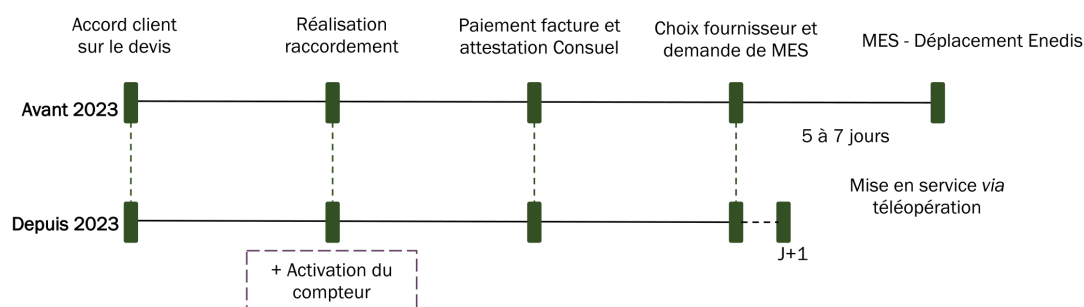 Accord client
sur le devis
Réalisation
raccordement
Paiement facture et
attestation Consuel
Choix fournisseur et
demande de MES
MES - Déplacement Enedis
Avant 2023
5 à 7 jours
Mise en service via
téléopération
Depuis 2023
J+1
+ Activation du
compteur